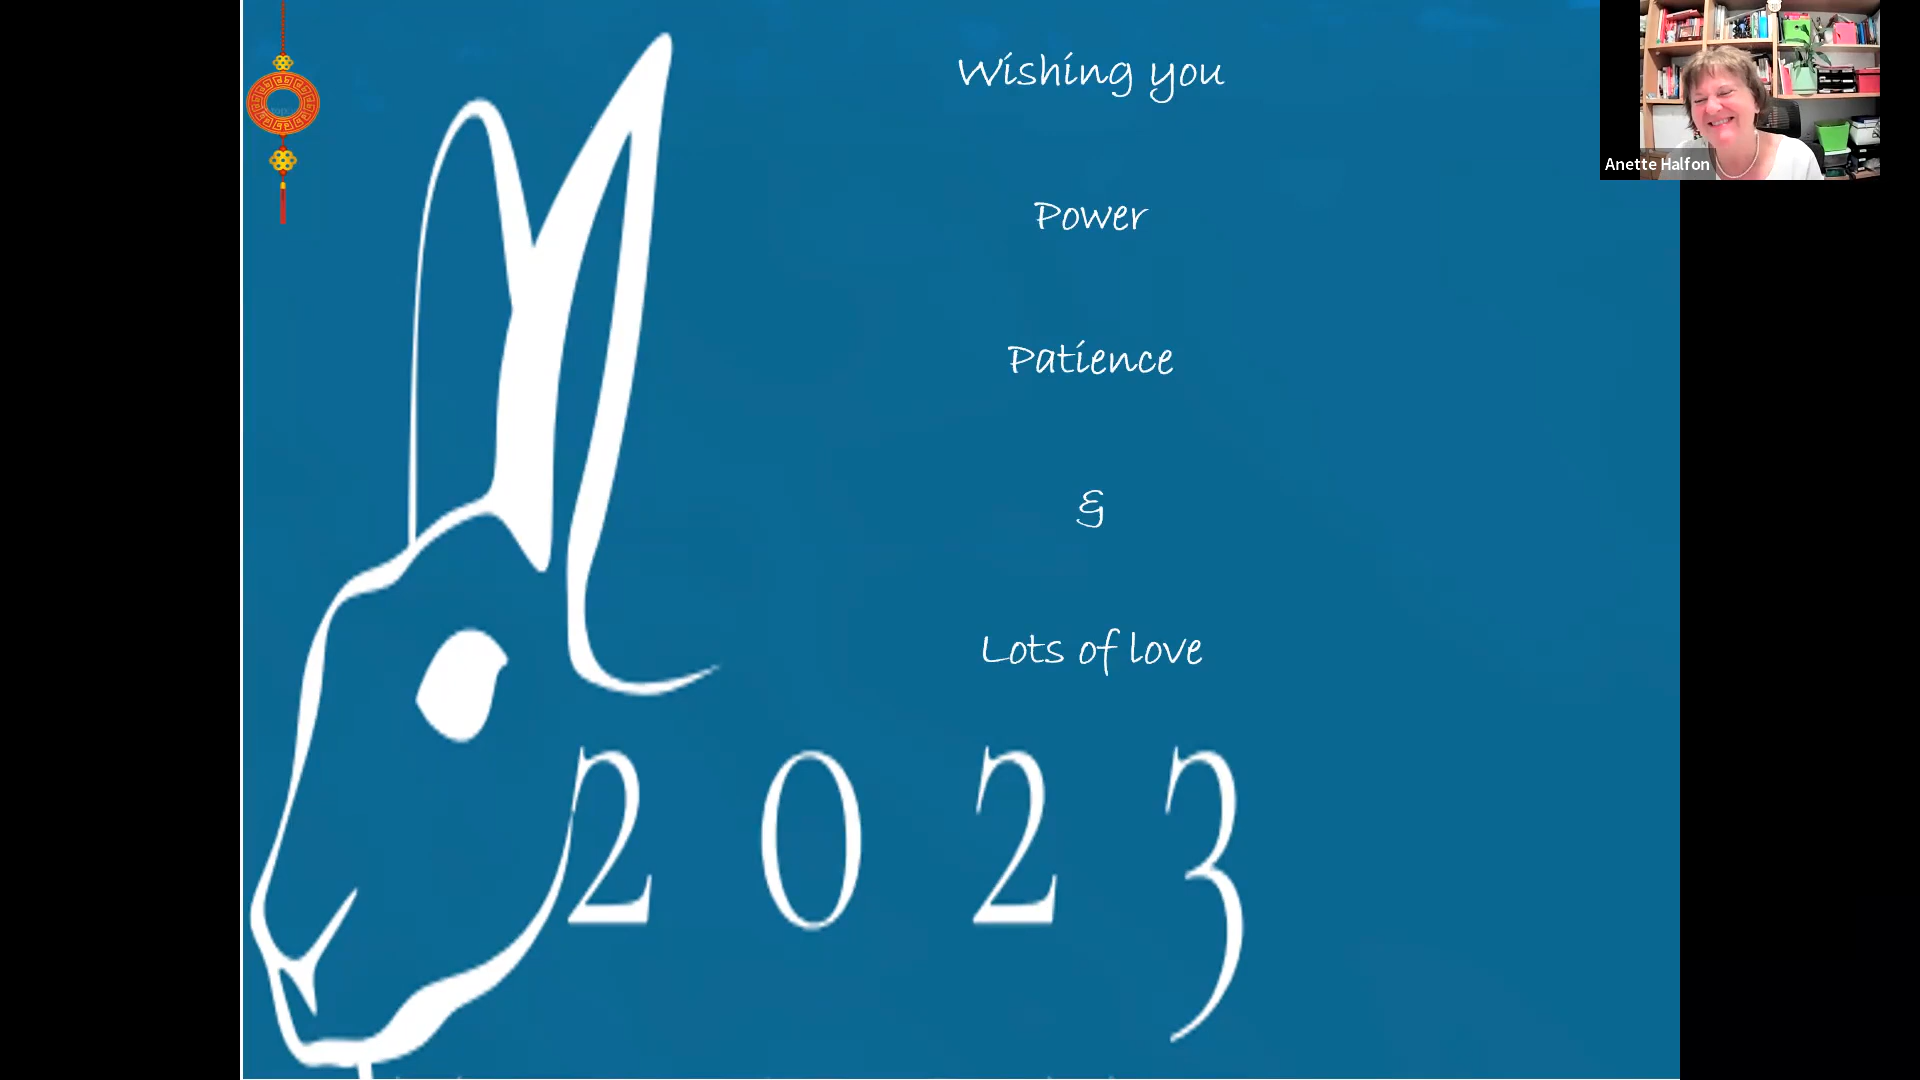 Wishing you
Power
Patience
&
Lots of love
2023
Anette Halfon